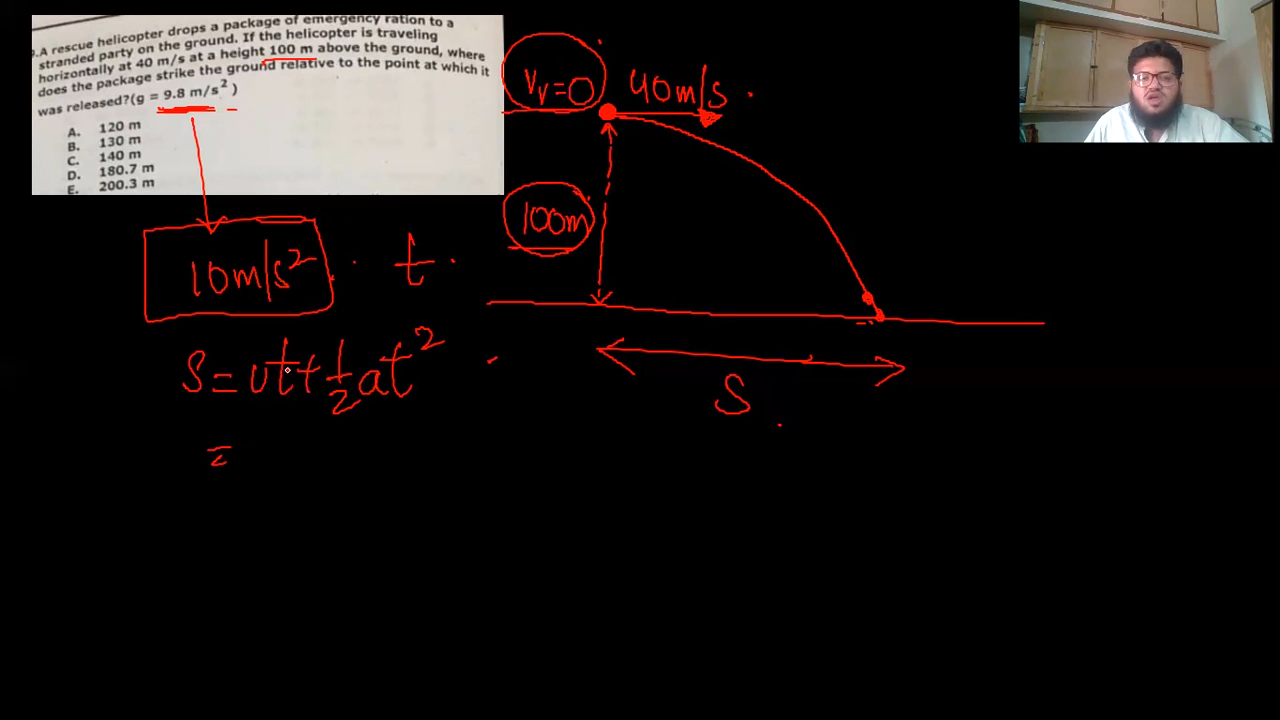 9.A rescue helicopter drops a package of emergency ration to a
stranded party on the ground. If the helicopter is traveling
horizontally at 40 m/s at a height 100 m above the ground, where
does the package strike the ground relative to the point at which it
was released?(g = 9.8 m/s²)
A. 120 m
B. 130 m
C. 140 m
D. 180.7 m
E. 200.3 m
Vv=0
40m/s.
100m
10m/s² . t.
S=ut+½at²
=
S